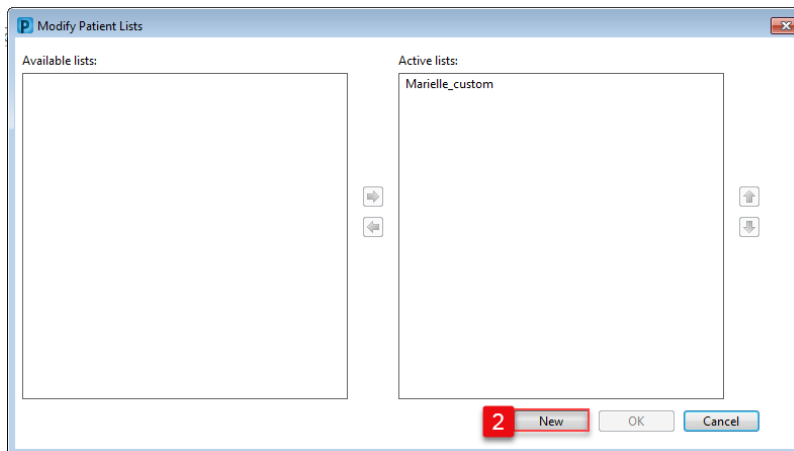 P Modify Patient Lists
Available lists:
Active lists:
Marielle_custom
2 New OK Cancel